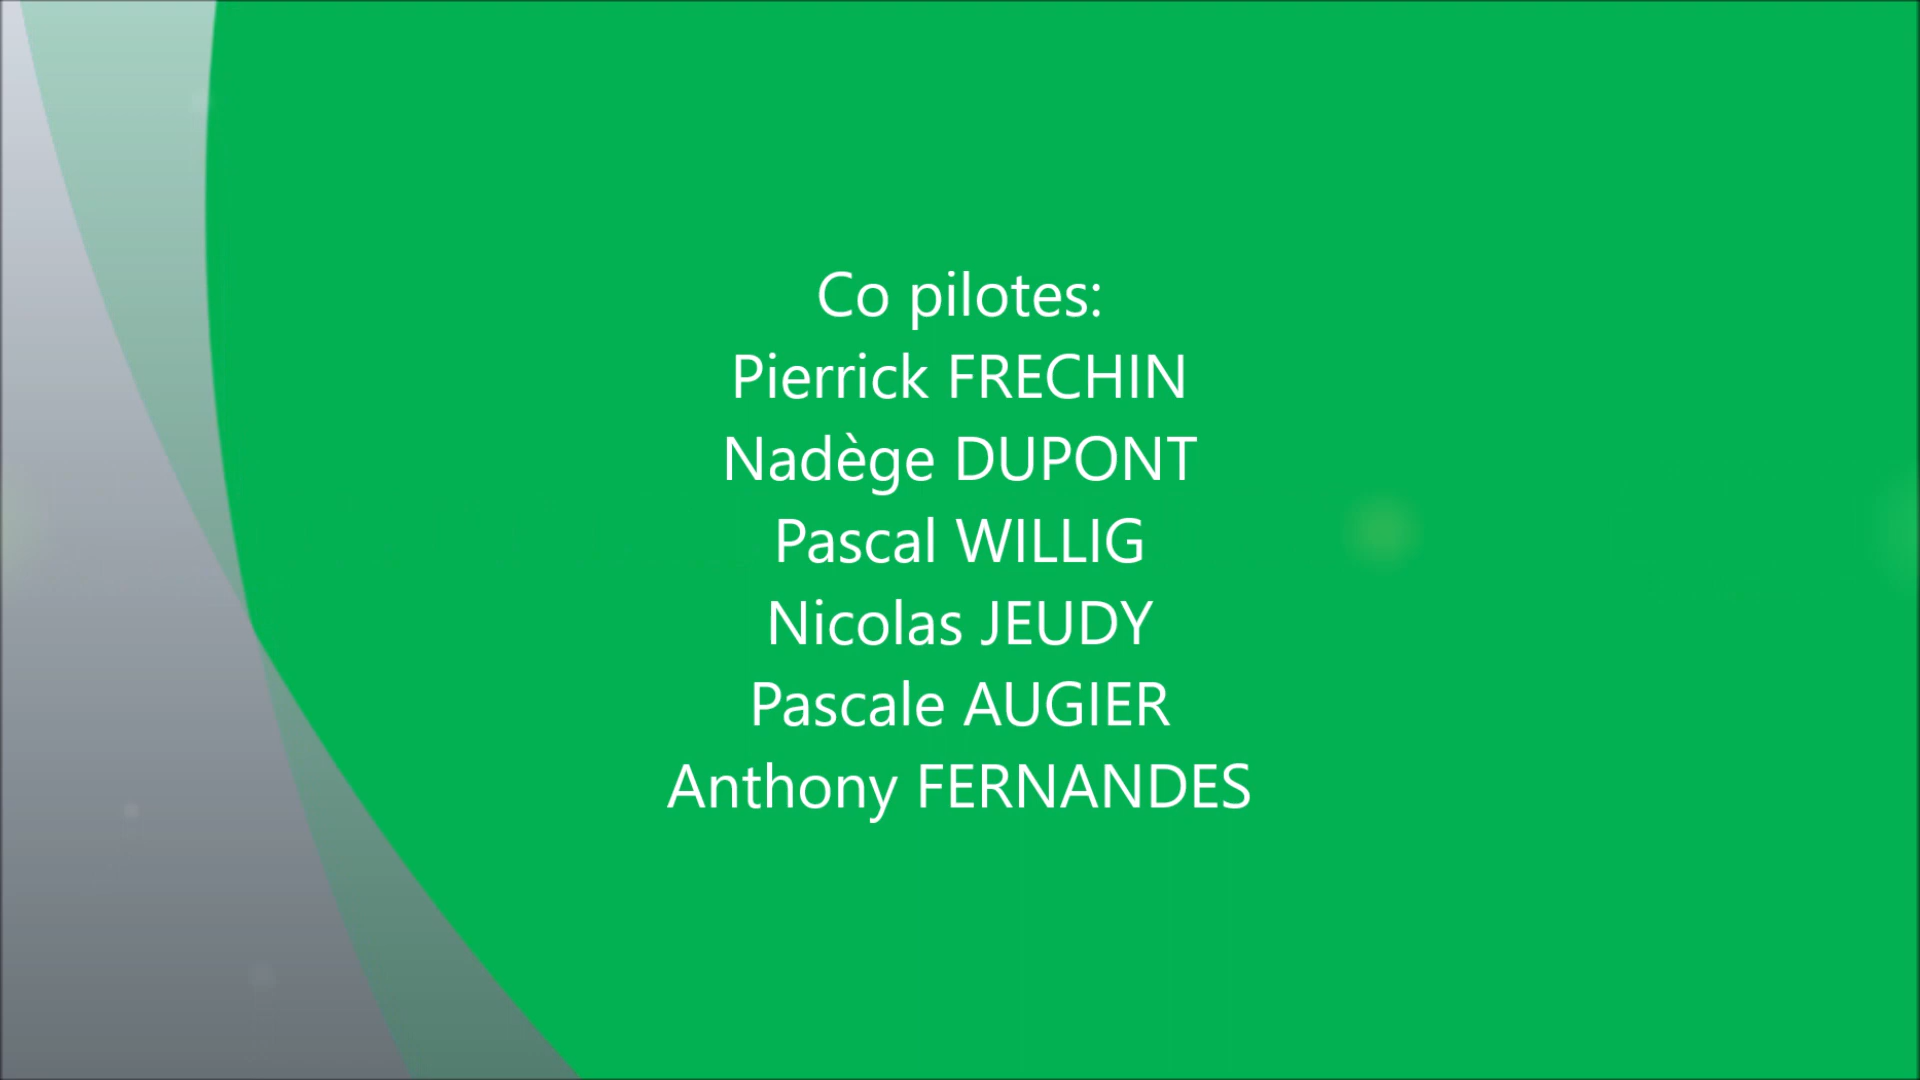 Co pilotes:
Pierrick FRECHIN
Nadège DUPONT
Pascal WILLIG
Nicolas JEUDY
Pascale AUGIER
Anthony FERNANDES